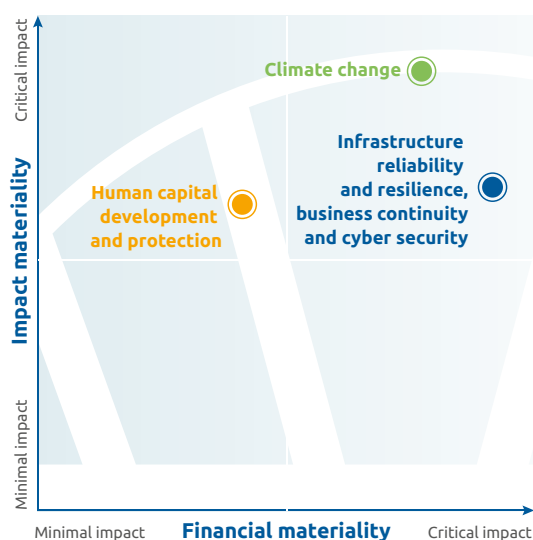 Critical impact
Impact materiality
Minimal impact
Climate change
Infrastructure
reliability
and resilience,
business continuity
and cyber security
Human capital
development
and protection
Minimal impact
Financial materiality
Critical impact